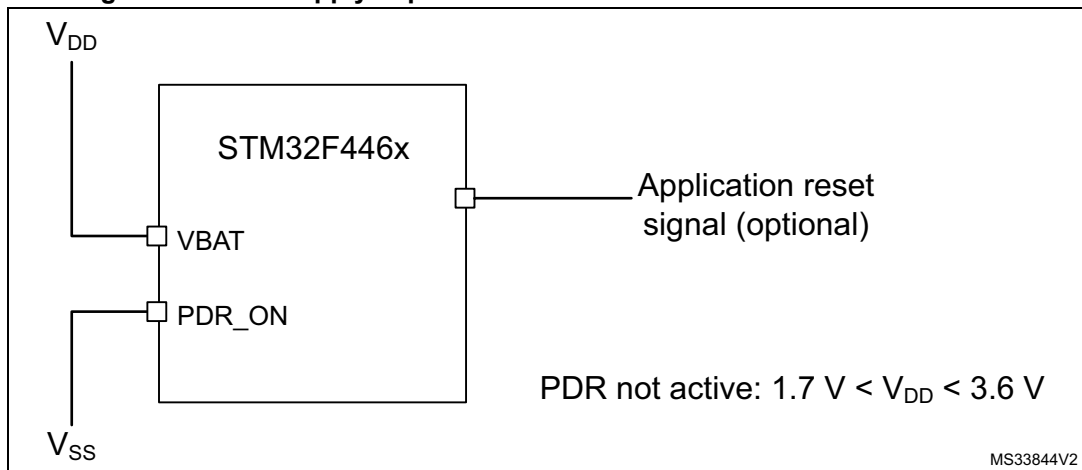 V_DD
STM32F446x
Application reset
signal (optional)
VBAT
PDR_ON
PDR not active: 1.7 V < V_DD < 3.6 V
V_SS
MS33844V2